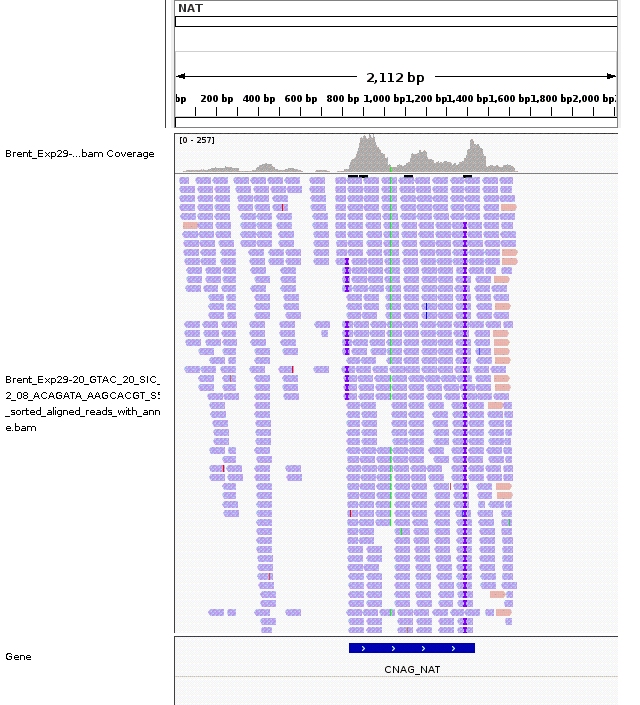 NAT
2,112 bp
bp 200 bp 400 bp 600 bp 800 bp 1,000 bp 1,200 bp 1,400 bp 1,600 bp 1,800 bp 2,000 bp
[0 - 257]
Brent_Exp29-...bam Coverage
Brent_Exp29-20_GTAC_20_SIC_
2_08_ACAGATA_AAGCACGT_S5
_sorted_aligned_reads_with_ann
e.bam
Gene
CNAG_NAT